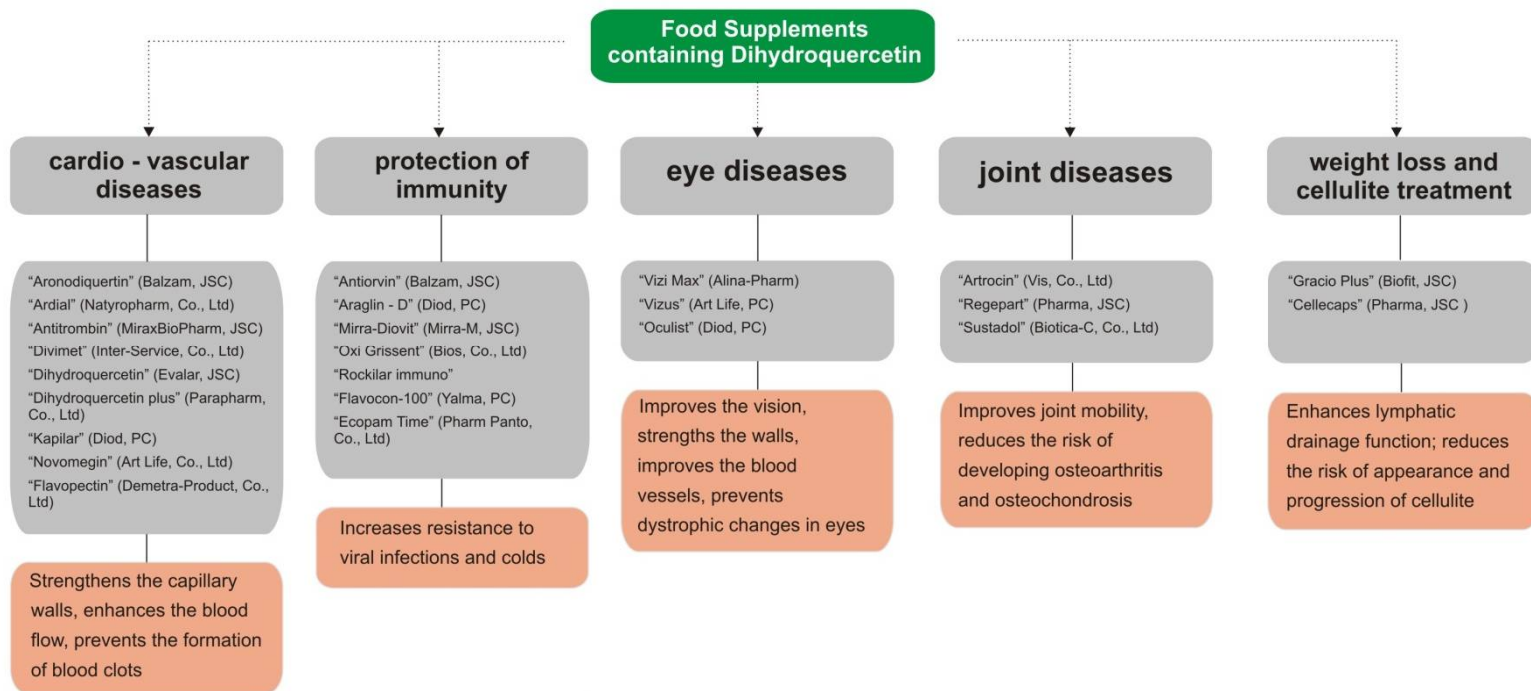 Food Supplements
containing Dihydroquercetin
cardio - vascular
diseases
“Aronodiquertin” (Balzam, JSC)
“Ardial” (Natyropharm, Co., Ltd)
“Antitrombin” (MiraxBioPharm, JSC)
“Divimet” (Inter-Service, Co., Ltd)
“Dihydroquercetin” (Evalar, JSC)
“Dihydroquercetin plus” (Parapharm,
Co., Ltd)
“Kapilar” (Diod, PC)
“Novomegin” (Art Life, Co., Ltd)
“Flavopectin” (Demetra-Product, Co.,
Ltd)
Strengthens the capillary
walls, enhances the blood
flow, prevents the formation
of blood clots
protection of
immunity
“Antiorvin” (Balzam, JSC)
“Araglin - D” (Diod, PC)
“Mirra-Diovit” (Mirra-M, JSC)
“Oxi Grissent” (Bios, Co., Ltd)
“Rockilar immuno”
“Flavocon-100” (Yalma, PC)
“Ecopam Time” (Pharm Panto,
Co., Ltd)
Increases resistance to
viral infections and colds
eye diseases
“Vizi Max” (Alina-Pharm)
“Vizus” (Art Life, PC)
“Oculist” (Diod, PC)
Improves the vision,
strengths the walls,
improves the blood
vessels, prevents
dystrophic changes in eyes
joint diseases
“Artrocin” (Vis, Co., Ltd)
“Regepart” (Pharma, JSC)
“Sustadol” (Biotica-C, Co., Ltd)
Improves joint mobility,
reduces the risk of
developing osteoarthritis
and osteochondrosis
weight loss and
cellulite treatment
“Gracio Plus” (Biofit, JSC)
“Cellecaps” (Pharma, JSC )
Enhances lymphatic
drainage function; reduces
the risk of appearance and
progression of cellulite